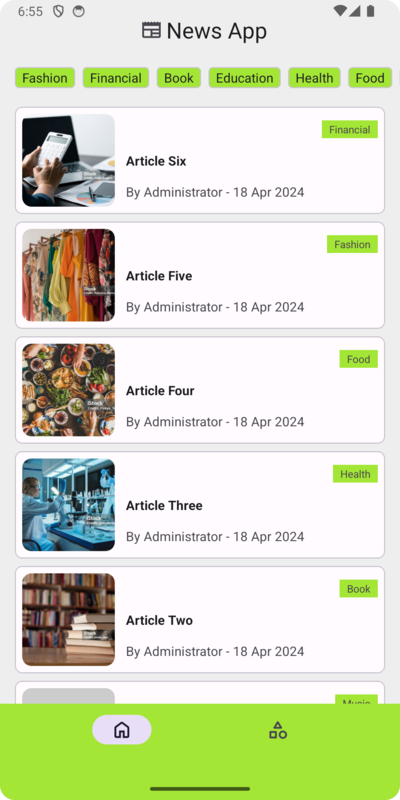 6:55
News App
Fashion Financial Book Education Health Food
Financial
Article Six
By Administrator - 18 Apr 2024
Fashion
Article Five
By Administrator - 18 Apr 2024
Food
iStock
Article Four
By Administrator - 18 Apr 2024
Health
iStock
Article Three
By Administrator - 18 Apr 2024
Book
Article Two
By Administrator - 18 Apr 2024
Music